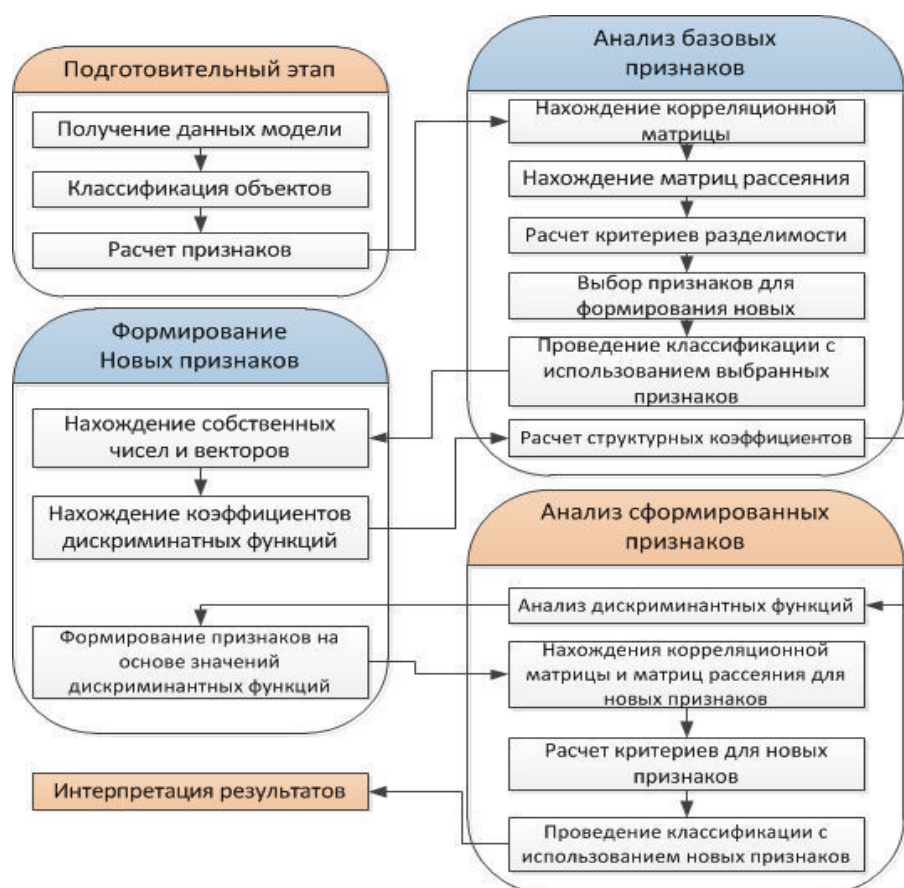 Подготовительный этап
Получение данных модели
Классификация объектов
Расчет признаков
Анализ базовых
признаков
Нахождение корреляционной
матрицы
Нахождение матриц рассеяния
Расчет критериев разделимости
Выбор признаков для
формирования новых
Проведение классификации с
использованием выбранных
признаков
Расчет структурных коэффициентов
Формирование
Новых признаков
Нахождение собственных
чисел и векторов
Нахождение коэффициентов
дискриминатных функций
Формирование признаков на
основе значений
дискриминантных функций
Анализ сформированных
признаков
Анализ дискриминантных функций
Нахождения корреляционной
матрицы и матриц рассеяния для
новых признаков
Расчет критериев для новых
признаков
Проведение классификации с
использованием новых признаков
Интерпретация результатов